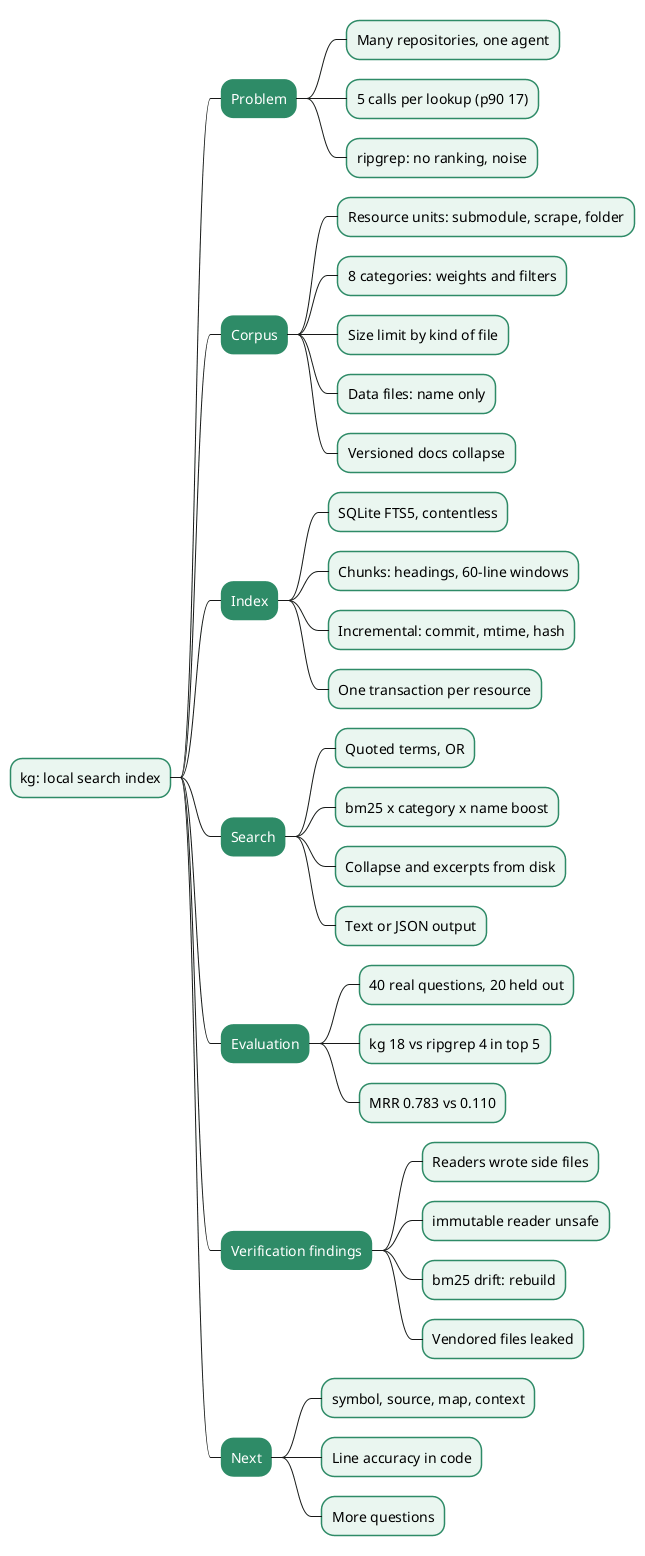 kg: local search index
Problem
Many repositories, one agent
5 calls per lookup (p90 17)
ripgrep: no ranking, noise
Corpus
Resource units: submodule, scrape, folder
8 categories: weights and filters
Size limit by kind of file
Data files: name only
Versioned docs collapse
Index
SQLite FTS5, contentless
Chunks: headings, 60-line windows
Incremental: commit, mtime, hash
One transaction per resource
Search
Quoted terms, OR
bm25 x category x name boost
Collapse and excerpts from disk
Text or JSON output
Evaluation
40 real questions, 20 held out
kg 18 vs ripgrep 4 in top 5
MRR 0.783 vs 0.110
Verification findings
Readers wrote side files
immutable reader unsafe
bm25 drift: rebuild
Vendored files leaked
Next
symbol, source, map, context
Line accuracy in code
More questions